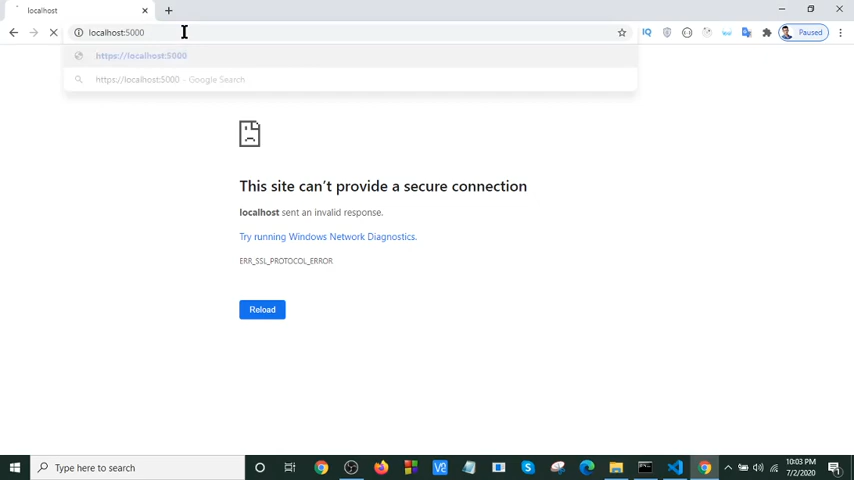 localhost
localhost:5000
Paused
https://localhost:5000
https://localhost:5000 - Google Search
This site can't provide a secure connection
localhost sent an invalid response.
Try running Windows Network Diagnostics.
ERR_SSL_PROTOCOL_ERROR
Reload
Type here to search
10:03 PM
7/2/2020